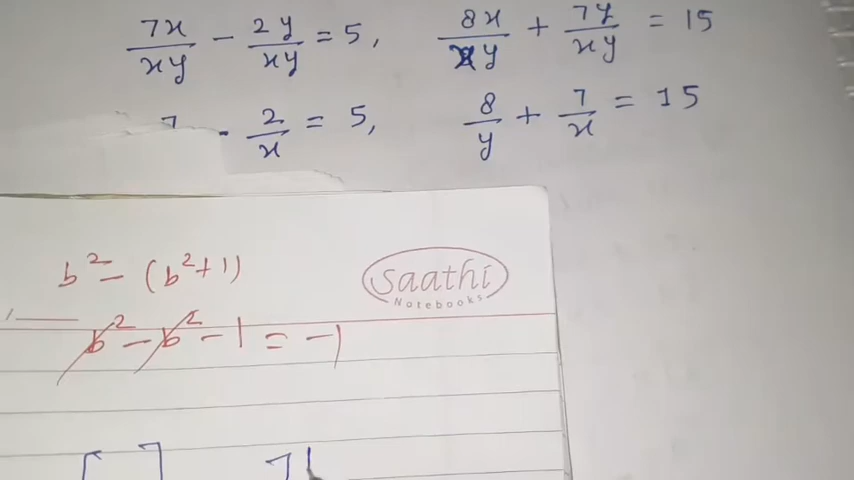 7x/xy - 2y/xy = 5, 8x/xy + 7y/xy = 15
7 - 2/x = 5, 8/y + 7/x = 15
b² - (b²+1)
Saathi
NOTEBOOKS
b² - b² - 1 = -1